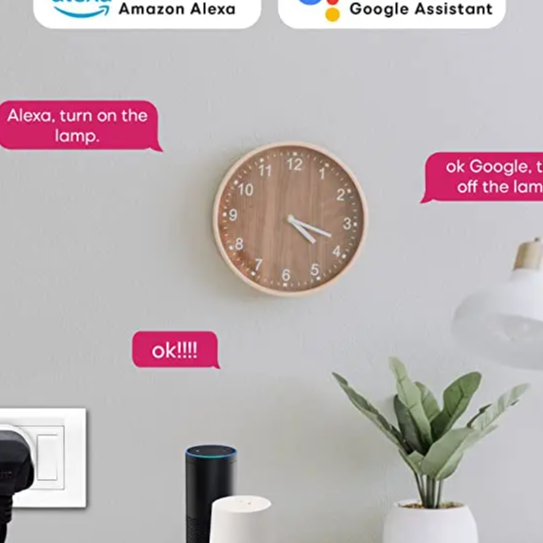 alexa
Amazon Alexa
Google Assistant
Alexa, turn on the
lamp.
ok Google, t
off the lam
ok!!!!
12
1
2
3
4
5
6
7
8
9
10
11